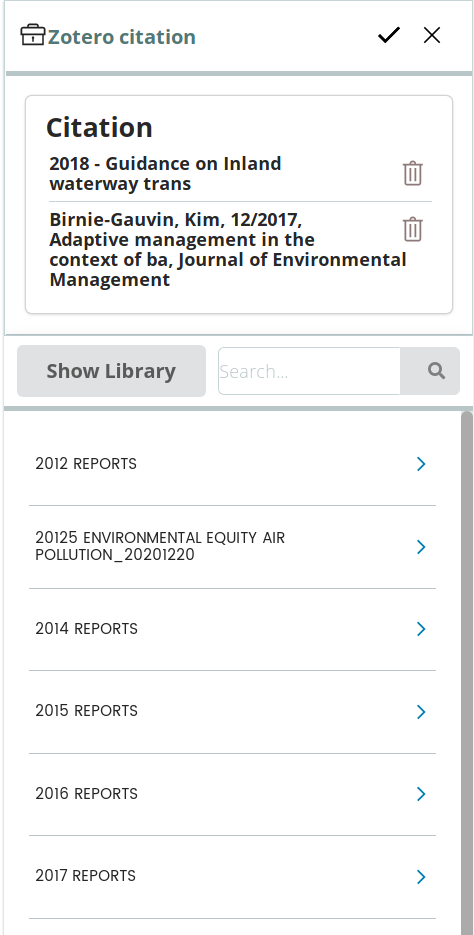 Zotero citation
Citation
2018 - Guidance on Inland
waterway trans
Birnie-Gauvin, Kim, 12/2017,
Adaptive management in the
context of ba, Journal of Environmental
Management
Show Library
Search...
2012 REPORTS
20125 ENVIRONMENTAL EQUITY AIR
POLLUTION_20201220
2014 REPORTS
2015 REPORTS
2016 REPORTS
2017 REPORTS